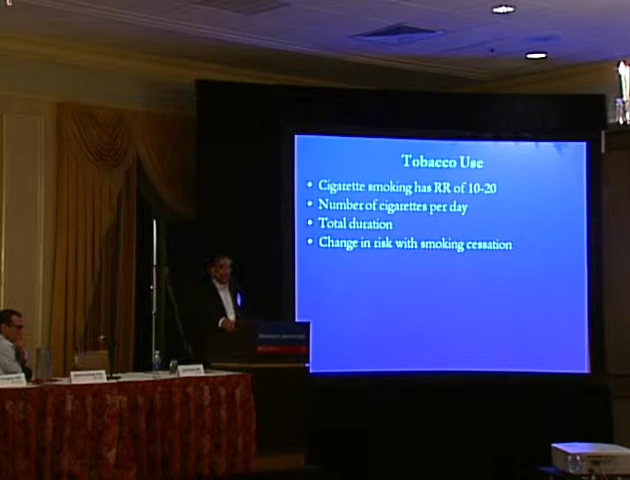 Tobacco Use
• Cigarette smoking has RR of 10-20
• Number of cigarettes per day
• Total duration
• Change in risk with smoking cessation